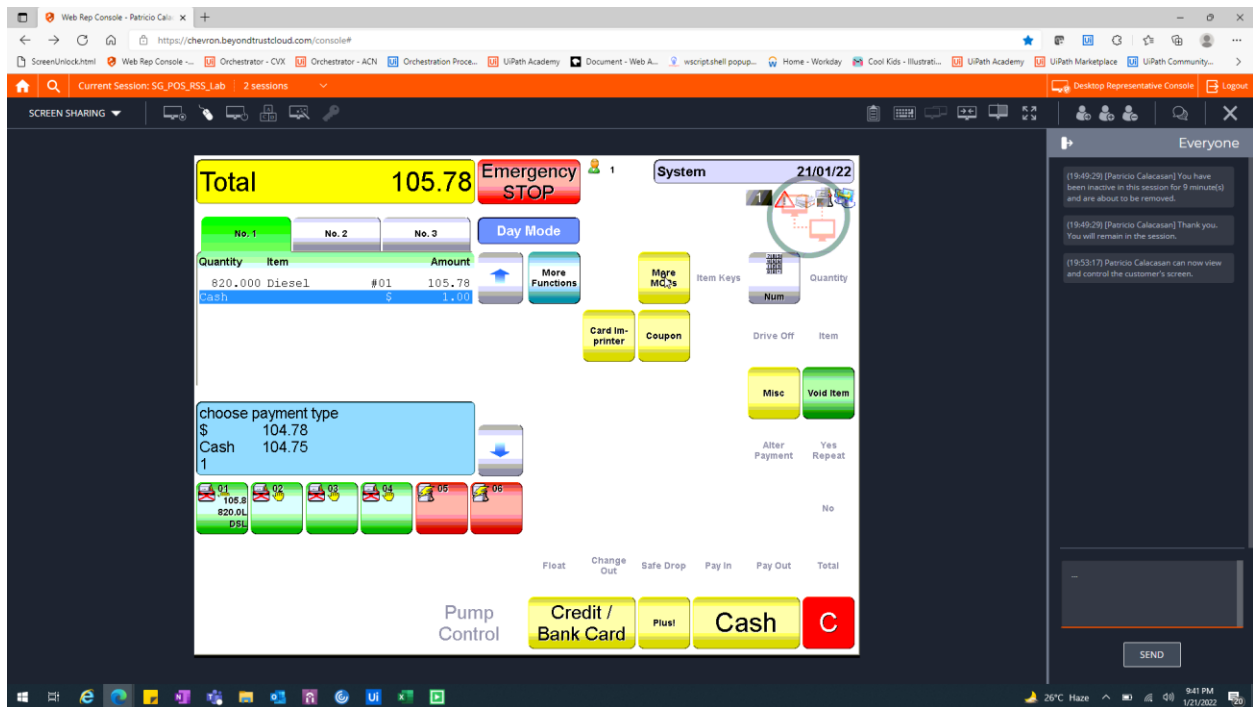 Web Rep Console - Patricio Cala
https://chevron.beyondtrustcloud.com/console#
ScreenUnlock.html Web Rep Console -... Orchestrator - CVX Orchestrator - ACN Orchestration Proce... UiPath Academy Document - Web A... wscript.shell popup... Home - Workday Cool Kids - Illustrati... UiPath Academy UiPath Marketplace UiPath Community...
Current Session: SG_POS_RSS_Lab 2 sessions Desktop Representative Console Logout
SCREEN SHARING
Everyone
(19:49:29) [Patricio Calacasan] You have
been inactive in this session for 9 minute(s)
and are about to be removed.
(19:49:29) [Patricio Calacasan] Thank you.
You will remain in the session.
(19:53:17) Patricio Calacasan can now view
and control the customer's screen.
Total 105.78
Emergency
STOP
1
System 21/01/22
1
No. 1 No. 2 No. 3
Day Mode
Quantity Item Amount
820.000 Diesel #01 105.78
Cash $ 1.00
More
Functions
More
MOPs
Item Keys
Num
Quantity
Card Im-
printer
Coupon
Drive Off
Item
Misc
Void Item
choose payment type
$ 104.78
Cash 104.75
1
Alter
Payment
Yes
Repeat
01
105.8
820.0L
DSL
02
03
04
05
06
No
Float
Change
Out
Safe Drop
Pay In
Pay Out
Total
Pump
Control
Credit /
Bank Card
Plus!
Cash
C
...
SEND
26°C Haze
9:41 PM
1/21/2022
20